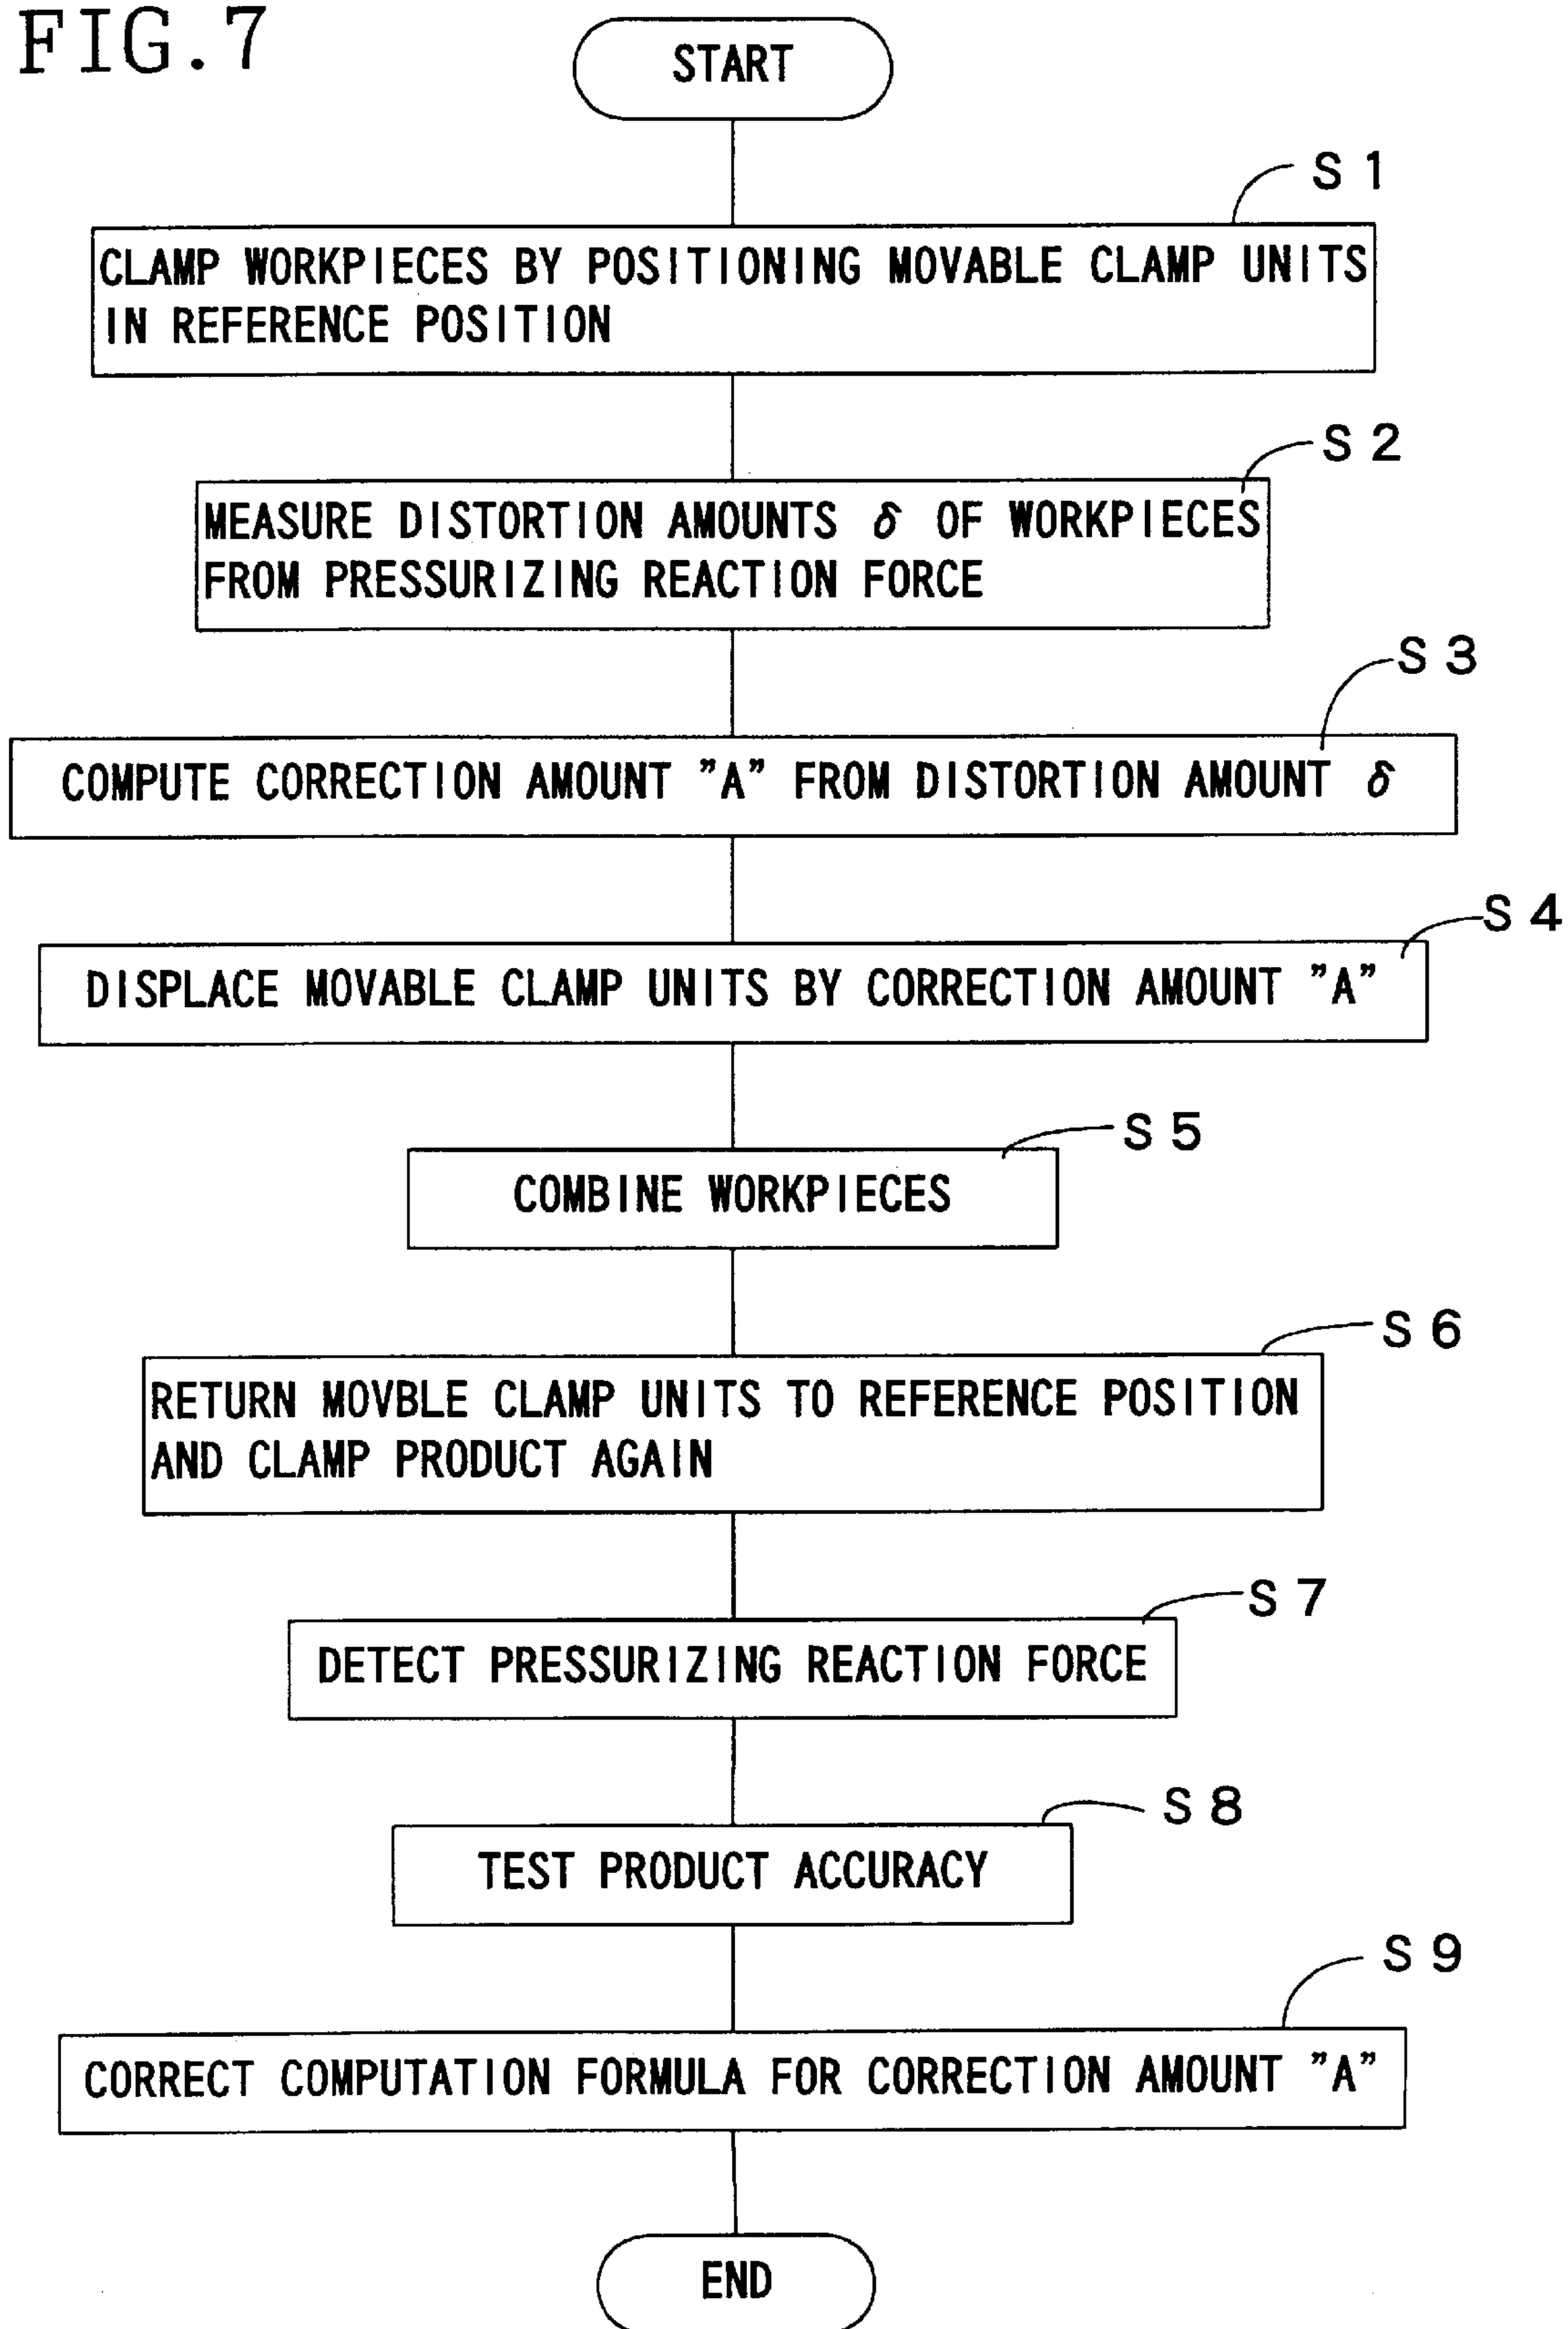 FIG.7
START
S1
CLAMP WORKPIECES BY POSITIONING MOVABLE CLAMP UNITS
IN REFERENCE POSITION
S2
MEASURE DISTORTION AMOUNTS δ OF WORKPIECES
FROM PRESSURIZING REACTION FORCE
S3
COMPUTE CORRECTION AMOUNT ”A” FROM DISTORTION AMOUNT δ
S4
DISPLACE MOVABLE CLAMP UNITS BY CORRECTION AMOUNT ”A”
S5
COMBINE WORKPIECES
S6
RETURN MOVBLE CLAMP UNITS TO REFERENCE POSITION
AND CLAMP PRODUCT AGAIN
S7
DETECT PRESSURIZING REACTION FORCE
S8
TEST PRODUCT ACCURACY
S9
CORRECT COMPUTATION FORMULA FOR CORRECTION AMOUNT ”A”
END